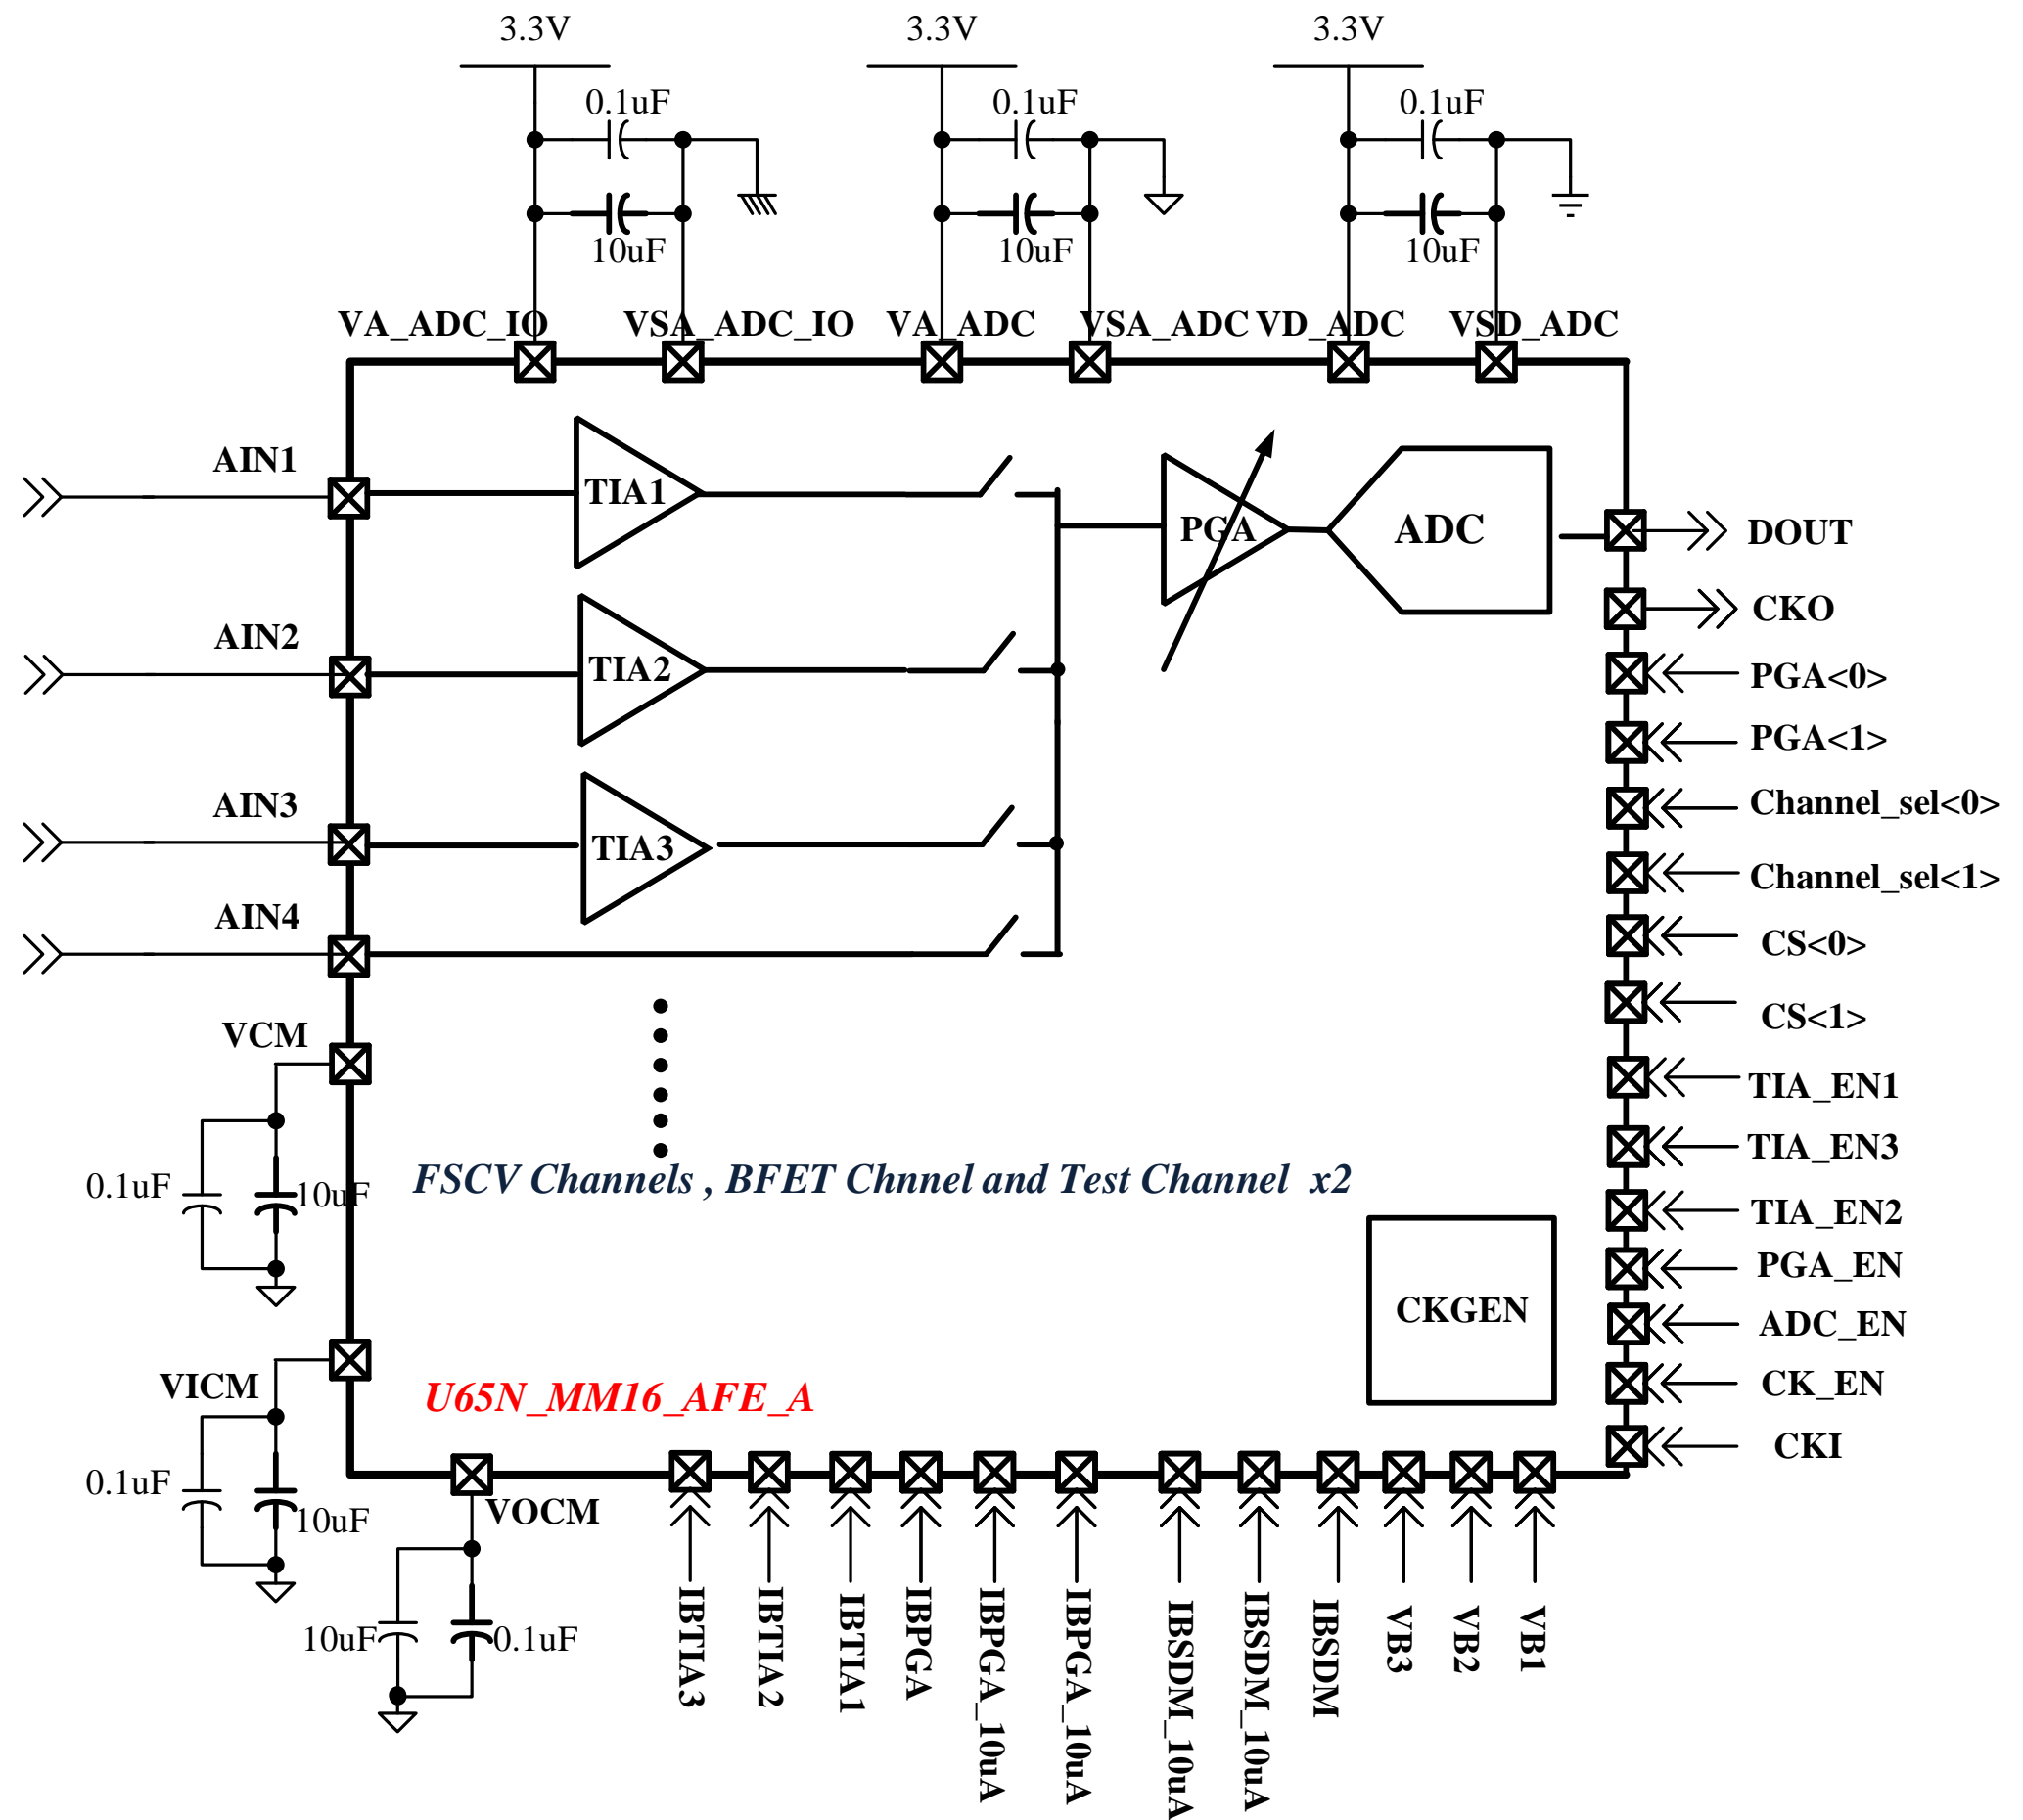 3.3V 3.3V 3.3V
0.1uF 0.1uF 0.1uF
10uF 10uF 10uF
VA_ADC_IO VSA_ADC_IO VA_ADC VSA_ADC VD_ADC VSD_ADC
AIN1
TIA1
PGA
ADC
DOUT
CKO
AIN2
TIA2
PGA<0>
PGA<1>
AIN3
Channel_sel<0>
TIA3
Channel_sel<1>
AIN4
CS<0>
CS<1>
VCM
TIA_EN1
TIA_EN3
0.1uF 10uF
FSCV Channels , BFET Chnnel and Test Channel x2
TIA_EN2
PGA_EN
CKGEN
ADC_EN
VICM
U65N_MM16_AFE_A
CK_EN
CKI
0.1uF
10uF
VOCM
10uF 0.1uF
IBTIA3
IBTIA2
IBTIA1
IBPGA
IBPGA_10uA
IBPGA_10uA
IBSDM_10uA
IBSDM_10uA
IBSDM
VB3
VB2
VB1